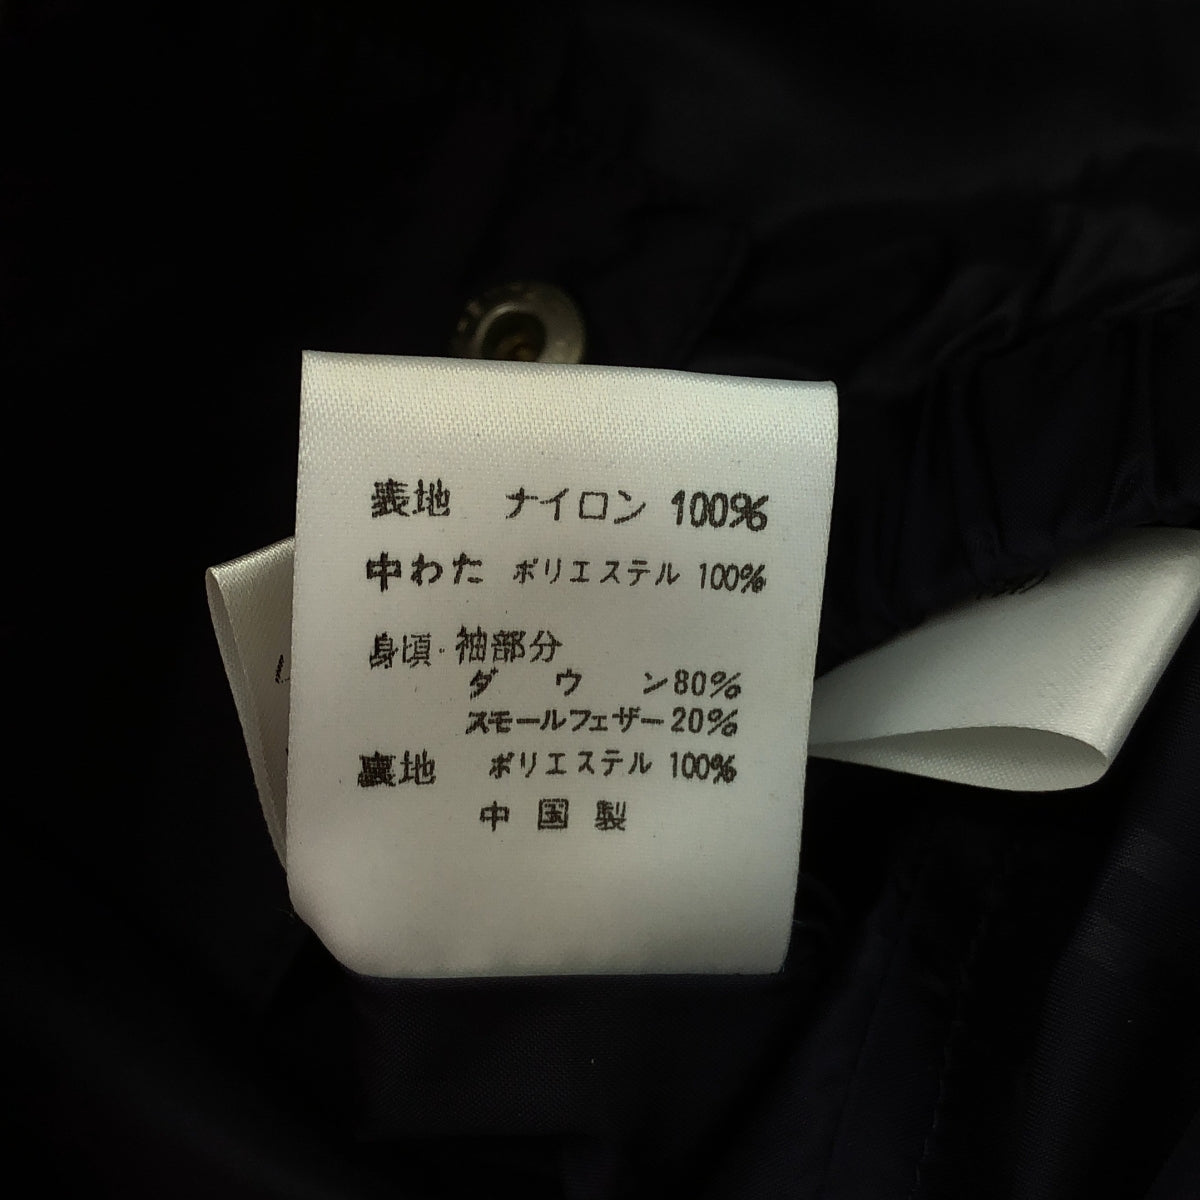 表地 ナイロン 100%
中わた ポリエステル 100%
身頃・袖部分
ダウン80%
スモールフェザー20%
裏地 ポリエステル 100%
中国製